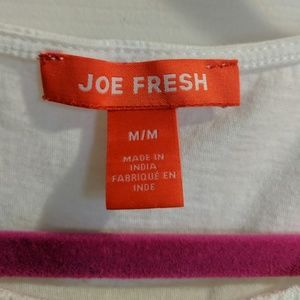 JOE FRESH
M/M
MADE IN
INDIA
FABRIQUÉ EN
INDE